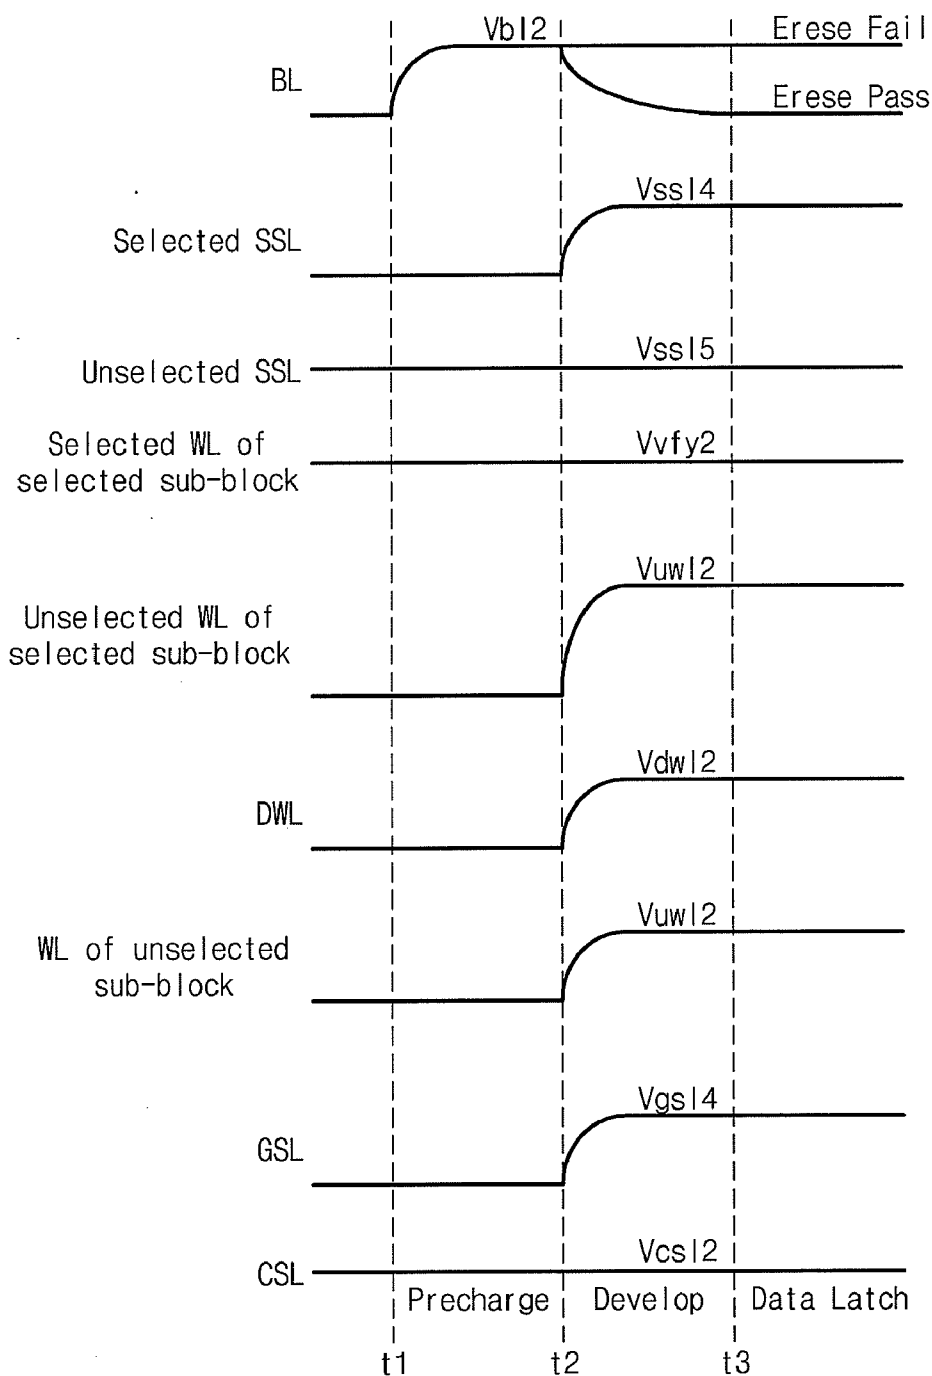 Vbl2
Erese Fail
BL
Erese Pass
Vssl4
Selected SSL
Vssl5
Unselected SSL
Selected WL of
selected sub-block
Vvfy2
Vuwl2
Unselected WL of
selected sub-block
Vdwl2
DWL
Vuwl2
WL of unselected
sub-block
Vgsl4
GSL
Vcsl2
CSL
Precharge
Develop
Data Latch
t1
t2
t3